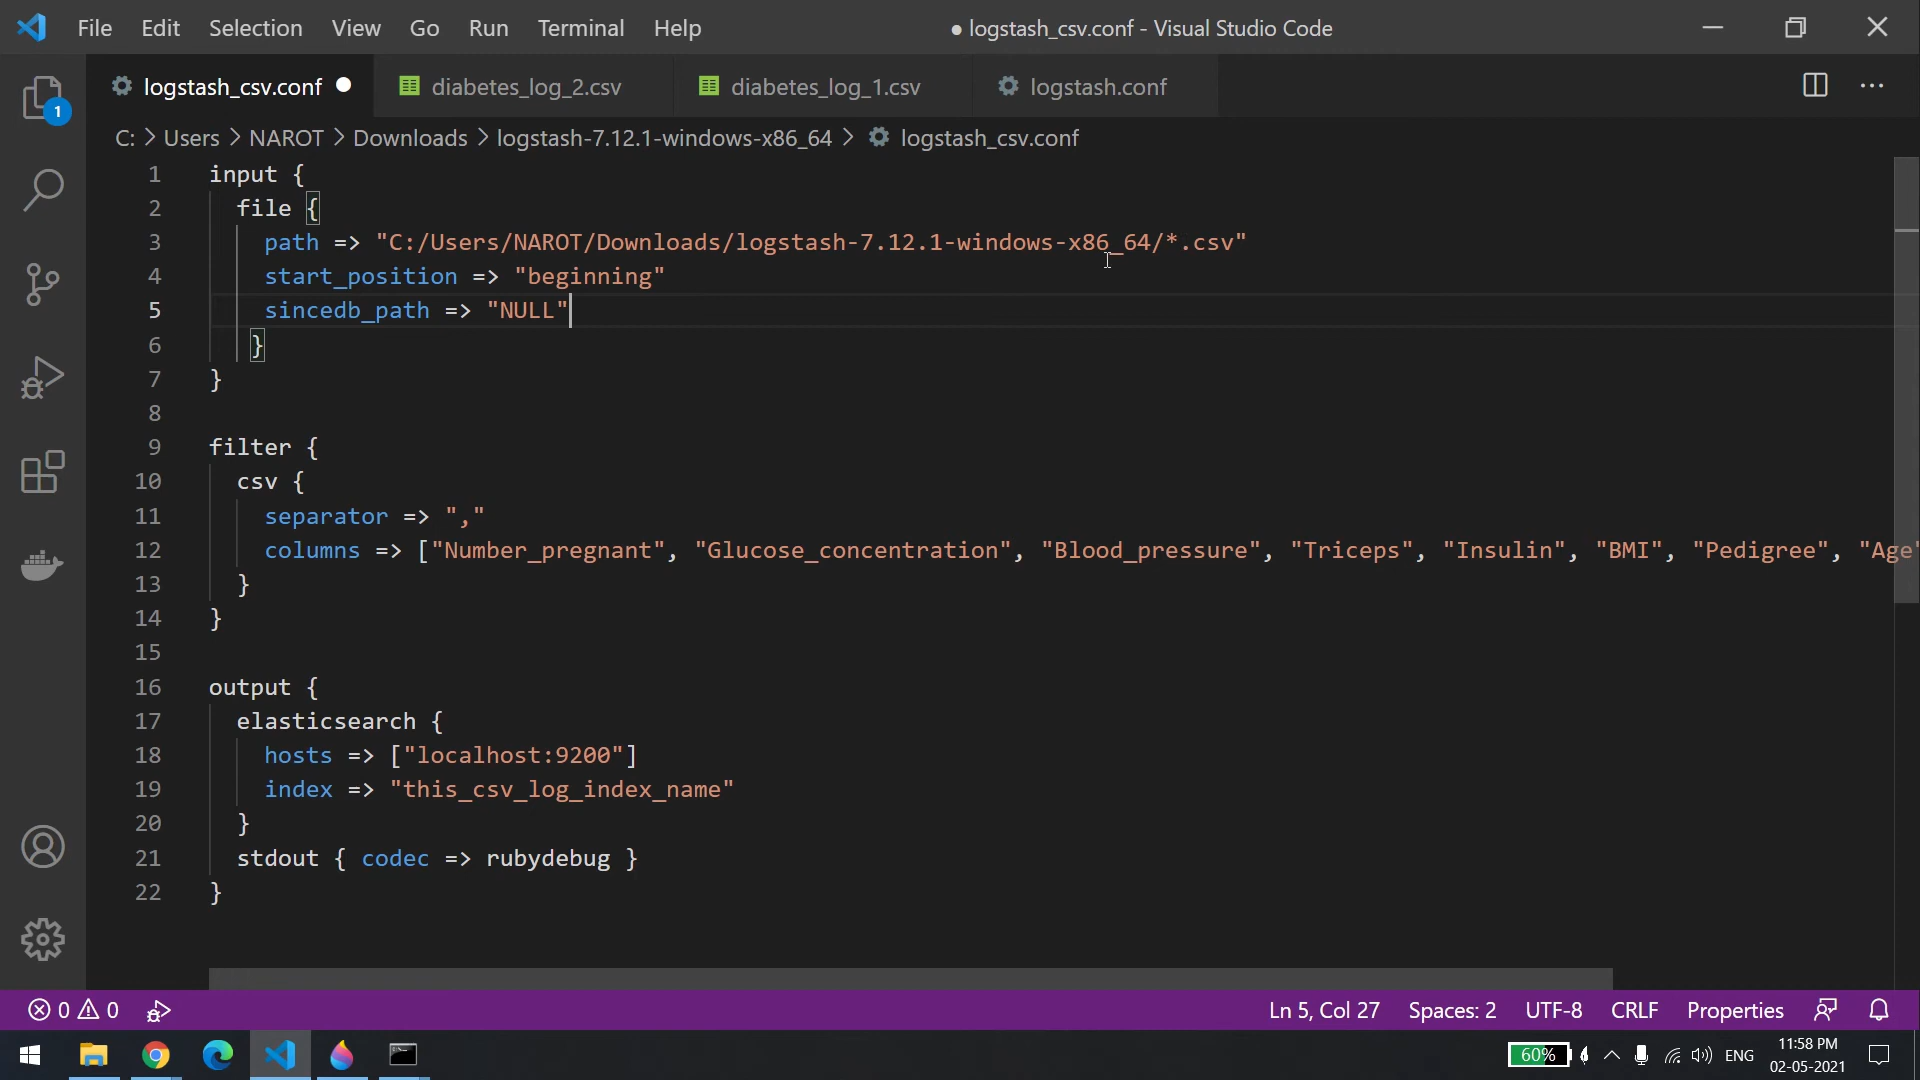 File Edit Selection View Go Run Terminal Help ● logstash_csv.conf - Visual Studio Code
logstash_csv.conf diabetes_log_2.csv diabetes_log_1.csv logstash.conf ...
1
C: > Users > NAROT > Downloads > logstash-7.12.1-windows-x86_64 > logstash_csv.conf
1 input {
2 file {
3 path => "C:/Users/NAROT/Downloads/logstash-7.12.1-windows-x86_64/*.csv"
4 start_position => "beginning"
5 sincedb_path => "NULL"
6 }
7 }
8
9 filter {
10 csv {
11 separator => ","
12 columns => ["Number_pregnant", "Glucose_concentration", "Blood_pressure", "Triceps", "Insulin", "BMI", "Pedigree", "Age"
13 }
14 }
15
16 output {
17 elasticsearch {
18 hosts => ["localhost:9200"]
19 index => "this_csv_log_index_name"
20 }
21 stdout { codec => rubydebug }
22 }
0 0 Ln 5, Col 27 Spaces: 2 UTF-8 CRLF Properties
60% ENG 11:58 PM
02-05-2021